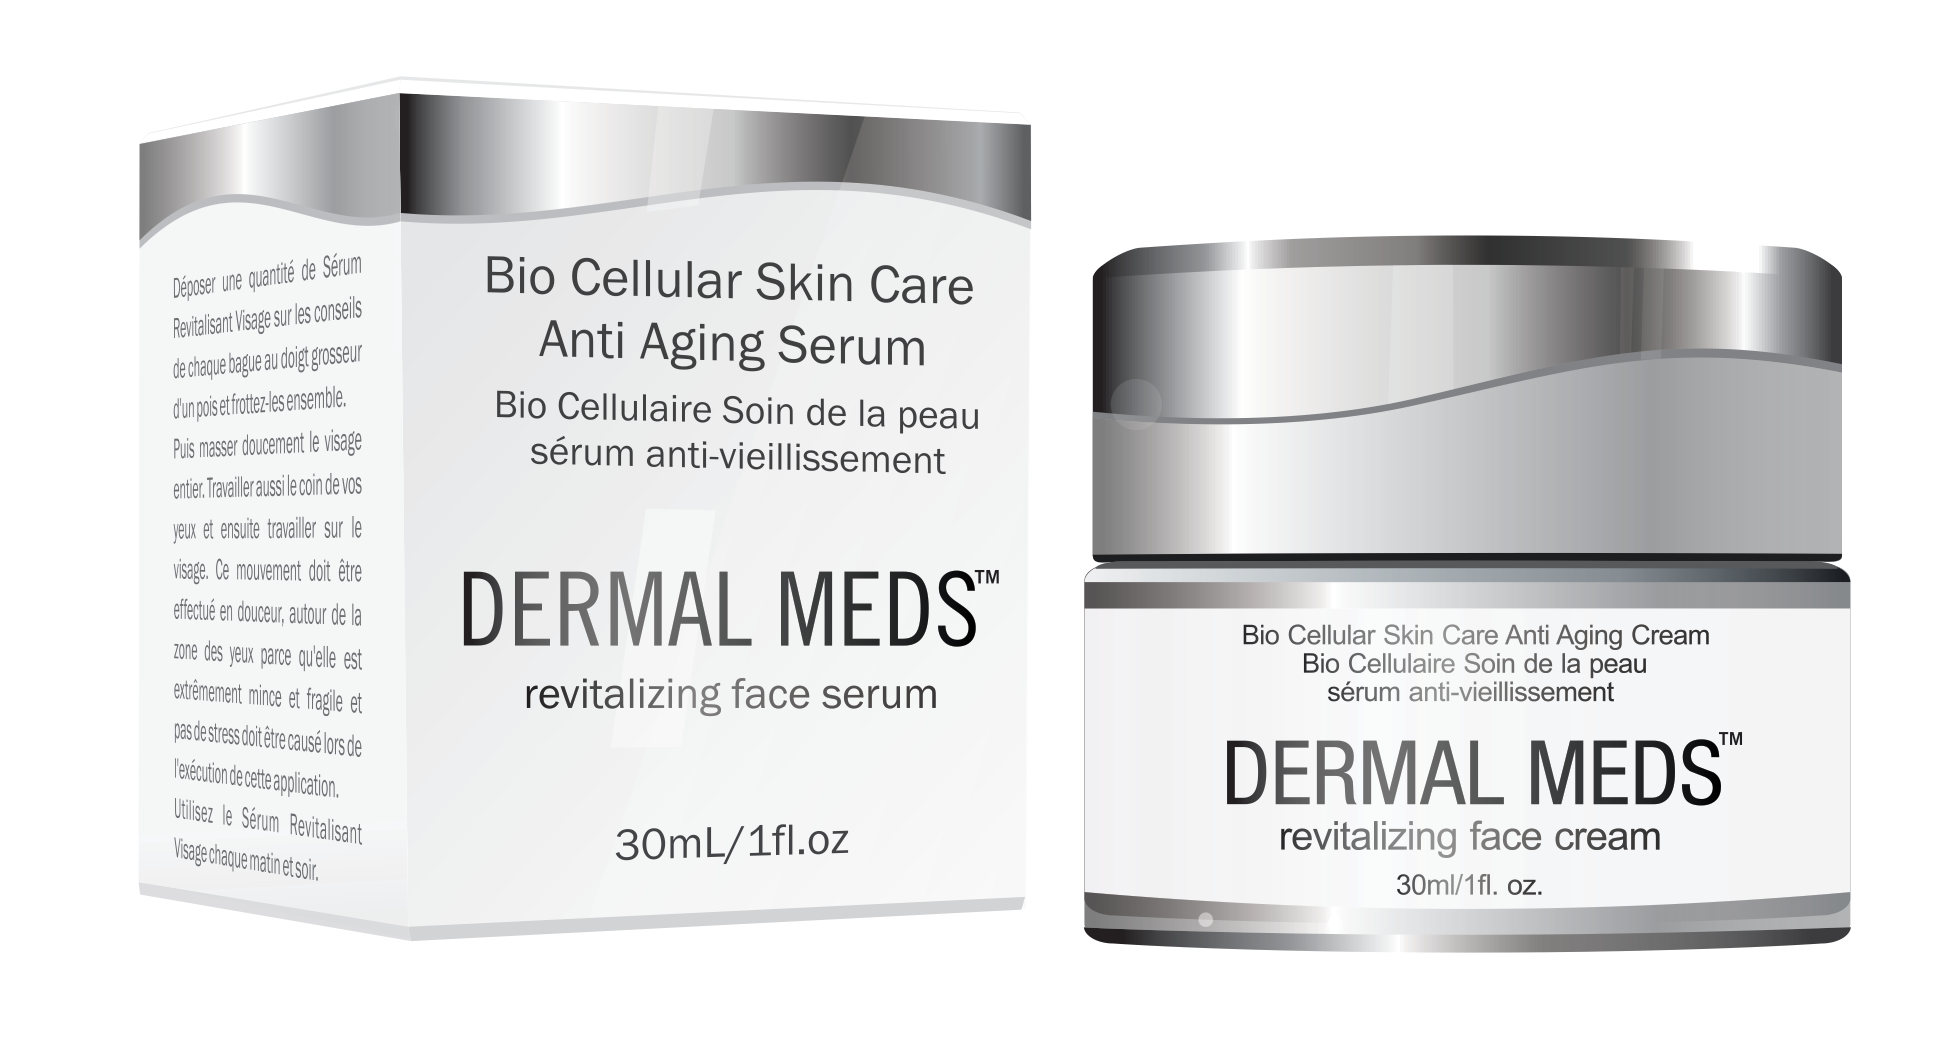 Déposer une quantité de Sérum
Revitalisant Visage sur les conseils
de chaque bague au doigt grosseur
d'un pois et frottez-les ensemble.
Puis masser doucement le visage
entier. Travailler aussi le coin de vos
yeux et ensuite travailler sur le
visage. Ce mouvement doit être
effectué en douceur, autour de la
zone des yeux parce qu'elle est
extrêmement mince et fragile et
pas de stress doit être causé lors de
l'exécution de cette application.
Utilisez le Sérum Revitalisant
Visage chaque matin et soir.
Bio Cellular Skin Care
Anti Aging Serum
Bio Cellulaire Soin de la peau
sérum anti-vieillissement
DERMAL MEDS™
revitalizing face serum
30mL/1fl.oz
Bio Cellular Skin Care Anti Aging Cream
Bio Cellulaire Soin de la peau
sérum anti-vieillissement
DERMAL MEDS™
revitalizing face cream
30ml/1fl. oz.